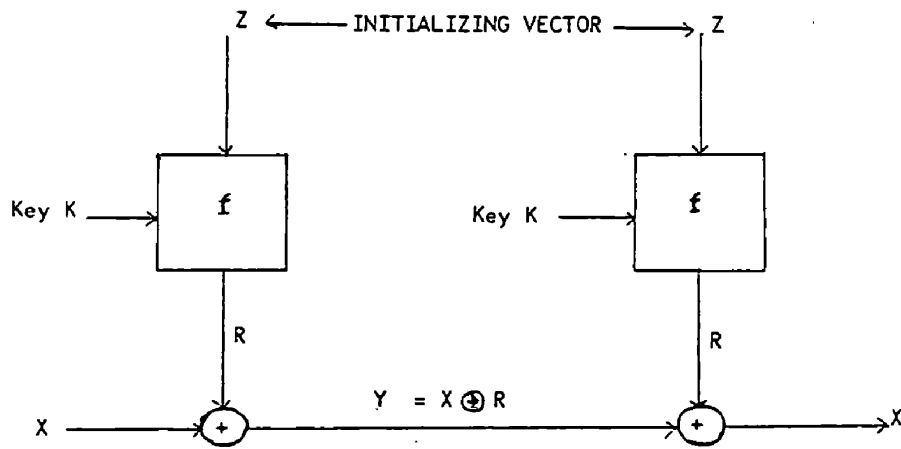 Z INITIALIZING VECTOR Z
Key K f Key K f
R R
Y = X ⊕ R
X + + X